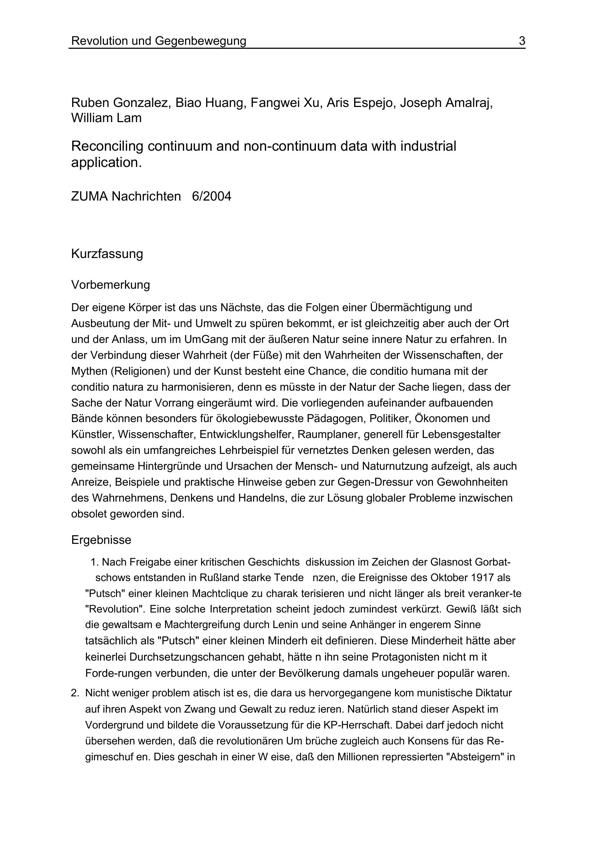 Revolution und Gegenbewegung 3
Ruben Gonzalez, Biao Huang, Fangwei Xu, Aris Espejo, Joseph Amalraj,
William Lam
Reconciling continuum and non-continuum data with industrial
application.
ZUMA Nachrichten 6/2004
Kurzfassung
Vorbemerkung
Der eigene Körper ist das uns Nächste, das die Folgen einer Übermächtigung und
Ausbeutung der Mit- und Umwelt zu spüren bekommt, er ist gleichzeitig aber auch der Ort
und der Anlass, um im UmGang mit der äußeren Natur seine innere Natur zu erfahren. In
der Verbindung dieser Wahrheit (der Füße) mit den Wahrheiten der Wissenschaften, der
Mythen (Religionen) und der Kunst besteht eine Chance, die conditio humana mit der
conditio natura zu harmonisieren, denn es müsste in der Natur der Sache liegen, dass der
Sache der Natur Vorrang eingeräumt wird. Die vorliegenden aufeinander aufbauenden
Bände können besonders für ökologiebewusste Pädagogen, Politiker, Ökonomen und
Künstler, Wissenschafter, Entwicklungshelfer, Raumplaner, generell für Lebensgestalter
sowohl als ein umfangreiches Lehrbeispiel für vernetztes Denken gelesen werden, das
gemeinsame Hintergründe und Ursachen der Mensch- und Naturnutzung aufzeigt, als auch
Anreize, Beispiele und praktische Hinweise geben zur Gegen-Dressur von Gewohnheiten
des Wahrnehmens, Denkens und Handelns, die zur Lösung globaler Probleme inzwischen
obsolet geworden sind.
Ergebnisse
1. Nach Freigabe einer kritischen Geschichts diskussion im Zeichen der Glasnost Gorbat-
schows entstanden in Rußland starke Tende nzen, die Ereignisse des Oktober 1917 als
"Putsch" einer kleinen Machtclique zu charak terisieren und nicht länger als breit veranker-te
"Revolution". Eine solche Interpretation scheint jedoch zumindest verkürzt. Gewiß läßt sich
die gewaltsam e Machtergreifung durch Lenin und seine Anhänger in engerem Sinne
tatsächlich als "Putsch" einer kleinen Minderh eit definieren. Diese Minderheit hätte aber
keinerlei Durchsetzungschancen gehabt, hätte n ihn seine Protagonisten nicht m it
Forde-rungen verbunden, die unter der Bevölkerung damals ungeheuer populär waren.
2. Nicht weniger problem atisch ist es, die dara us hervorgegangene kom munistische Diktatur
auf ihren Aspekt von Zwang und Gewalt zu reduz ieren. Natürlich stand dieser Aspekt im
Vordergrund und bildete die Voraussetzung für die KP-Herrschaft. Dabei darf jedoch nicht
übersehen werden, daß die revolutionären Um brüche zugleich auch Konsens für das Re-
gimeschuf en. Dies geschah in einer W eise, daß den Millionen repressierten "Absteigern" in